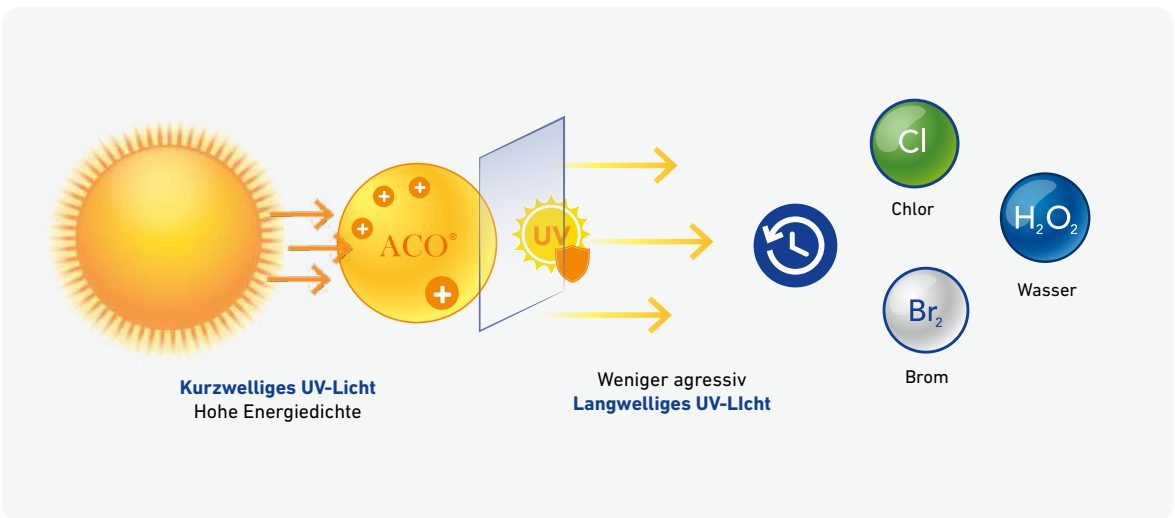 ACO®
UV
Kurzwelliges UV-Licht
Hohe Energiedichte
Weniger agressiv
Langwelliges UV-LIcht
Cl
Chlor
H₂O₂
Wasser
Br₂
Brom